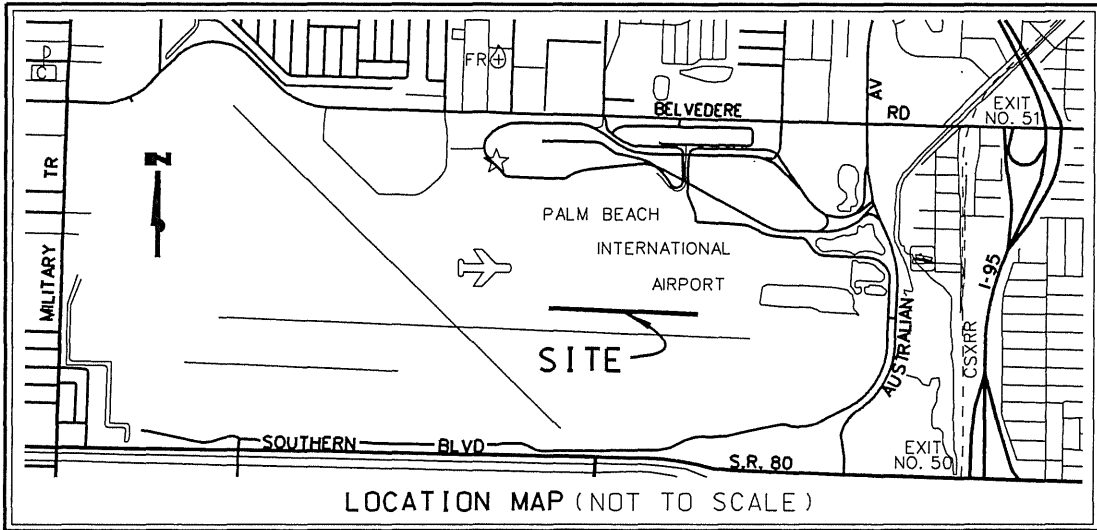 D
C
FR
EXIT
NO. 51
BELVEDERE RD
AV
N
MILITARY TR
PALM BEACH
INTERNATIONAL
AIRPORT
I-95
SITE
AUSTRALIAN
CSXRR
SOUTHERN BLVD
S.R. 80
EXIT
NO. 50
LOCATION MAP (NOT TO SCALE)